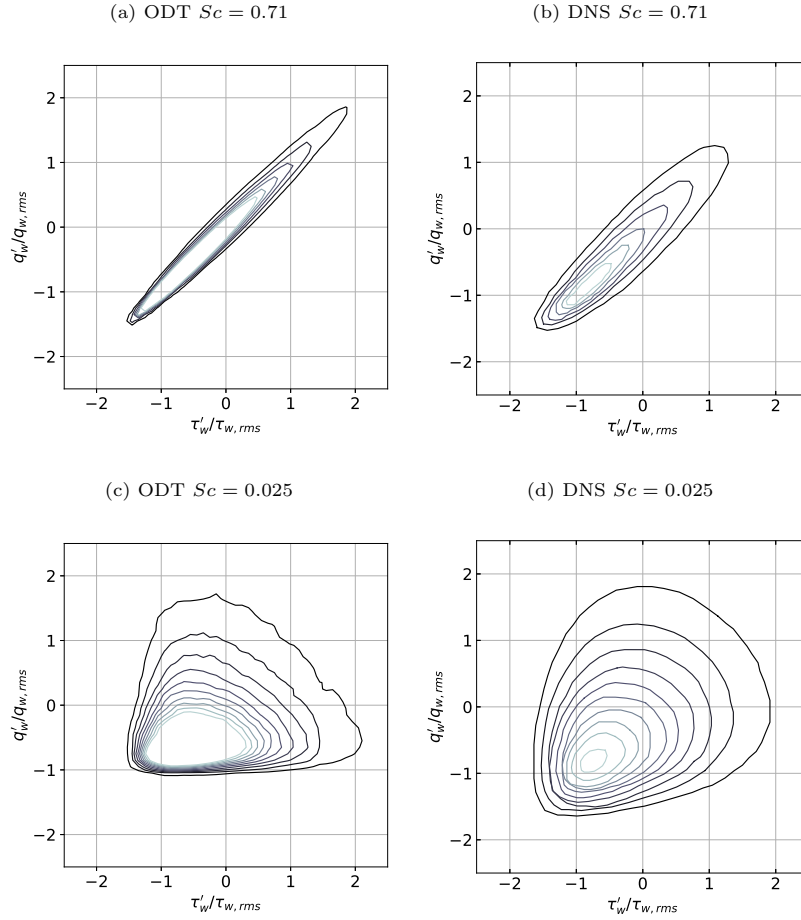 (a) ODT Sc = 0.71
(b) DNS Sc = 0.71
2
1
0
−1
−2
q′w/qw,rms
−2 −1 0 1 2
τ′w/τw,rms
2
1
0
−1
−2
q′w/qw,rms
−2 −1 0 1 2
τ′w/τw,rms
(c) ODT Sc = 0.025
(d) DNS Sc = 0.025
2
1
0
−1
−2
q′w/qw,rms
−2 −1 0 1 2
τ′w/τw,rms
2
1
0
−1
−2
q′w/qw,rms
−2 −1 0 1 2
τ′w/τw,rms